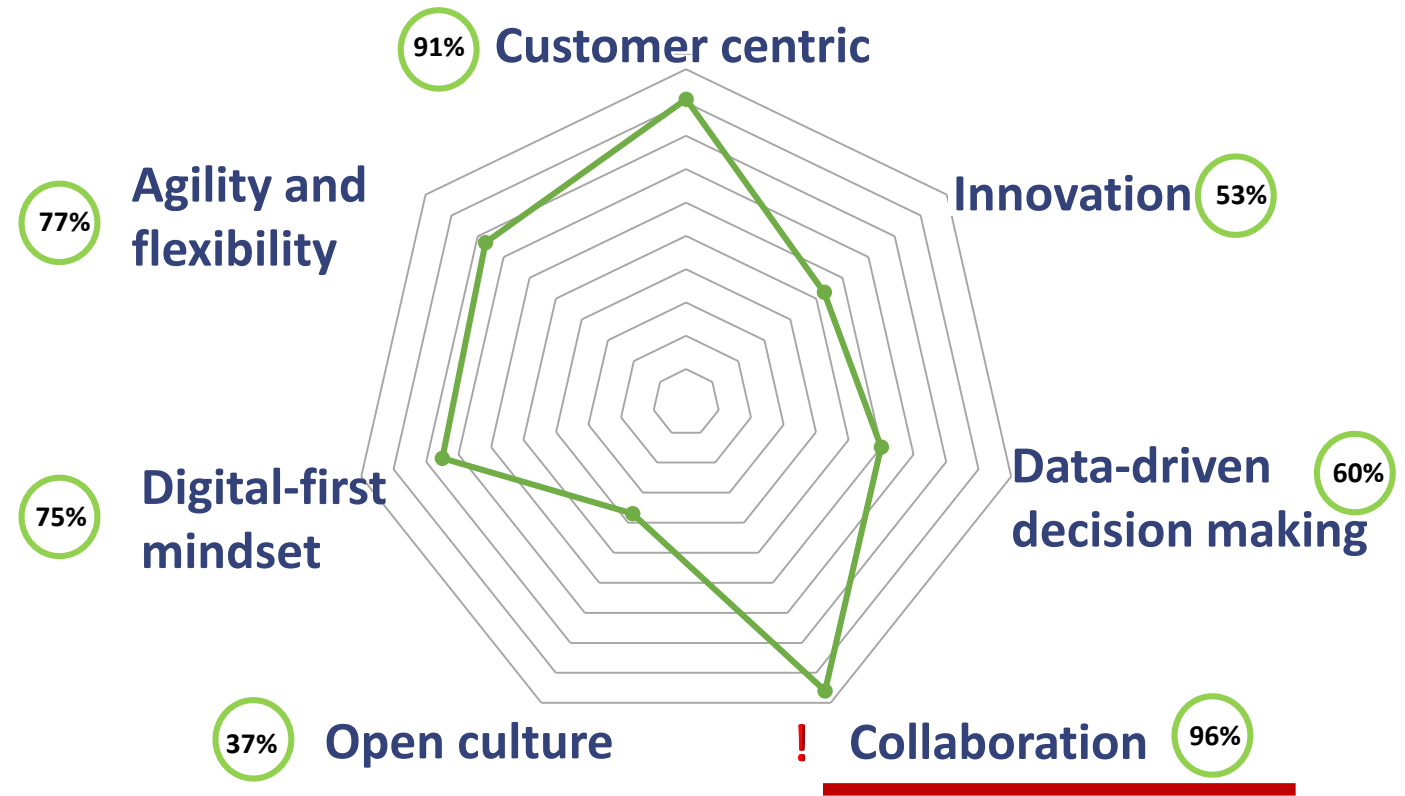 91% Customer centric
Agility and
flexibility
77%
Innovation 53%
Data-driven
decision making
60%
Digital-first
mindset
75%
37% Open culture
! Collaboration 96%